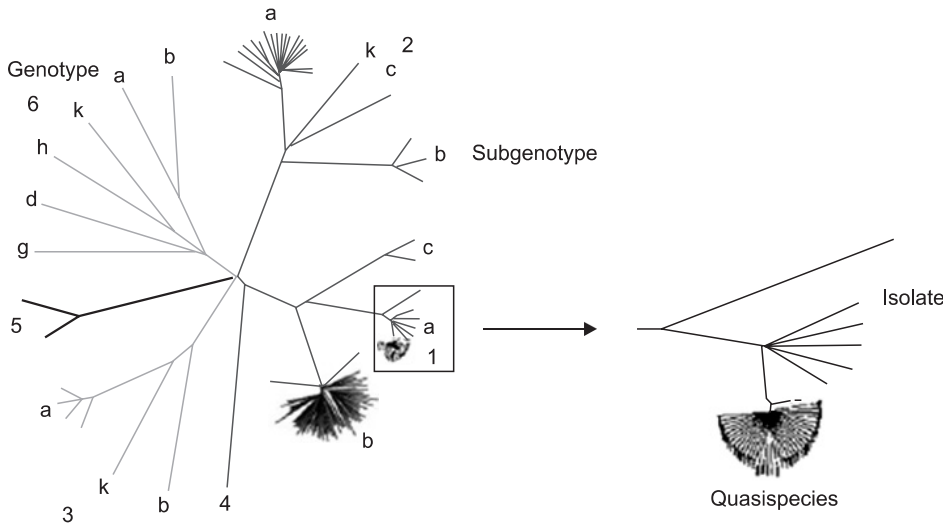 a
k 2
c
b
a
Genotype
6
k
h
d
g
b
Subgenotype
c
a
1
b
5
a
k
3
b
4
Isolate
Quasispecies